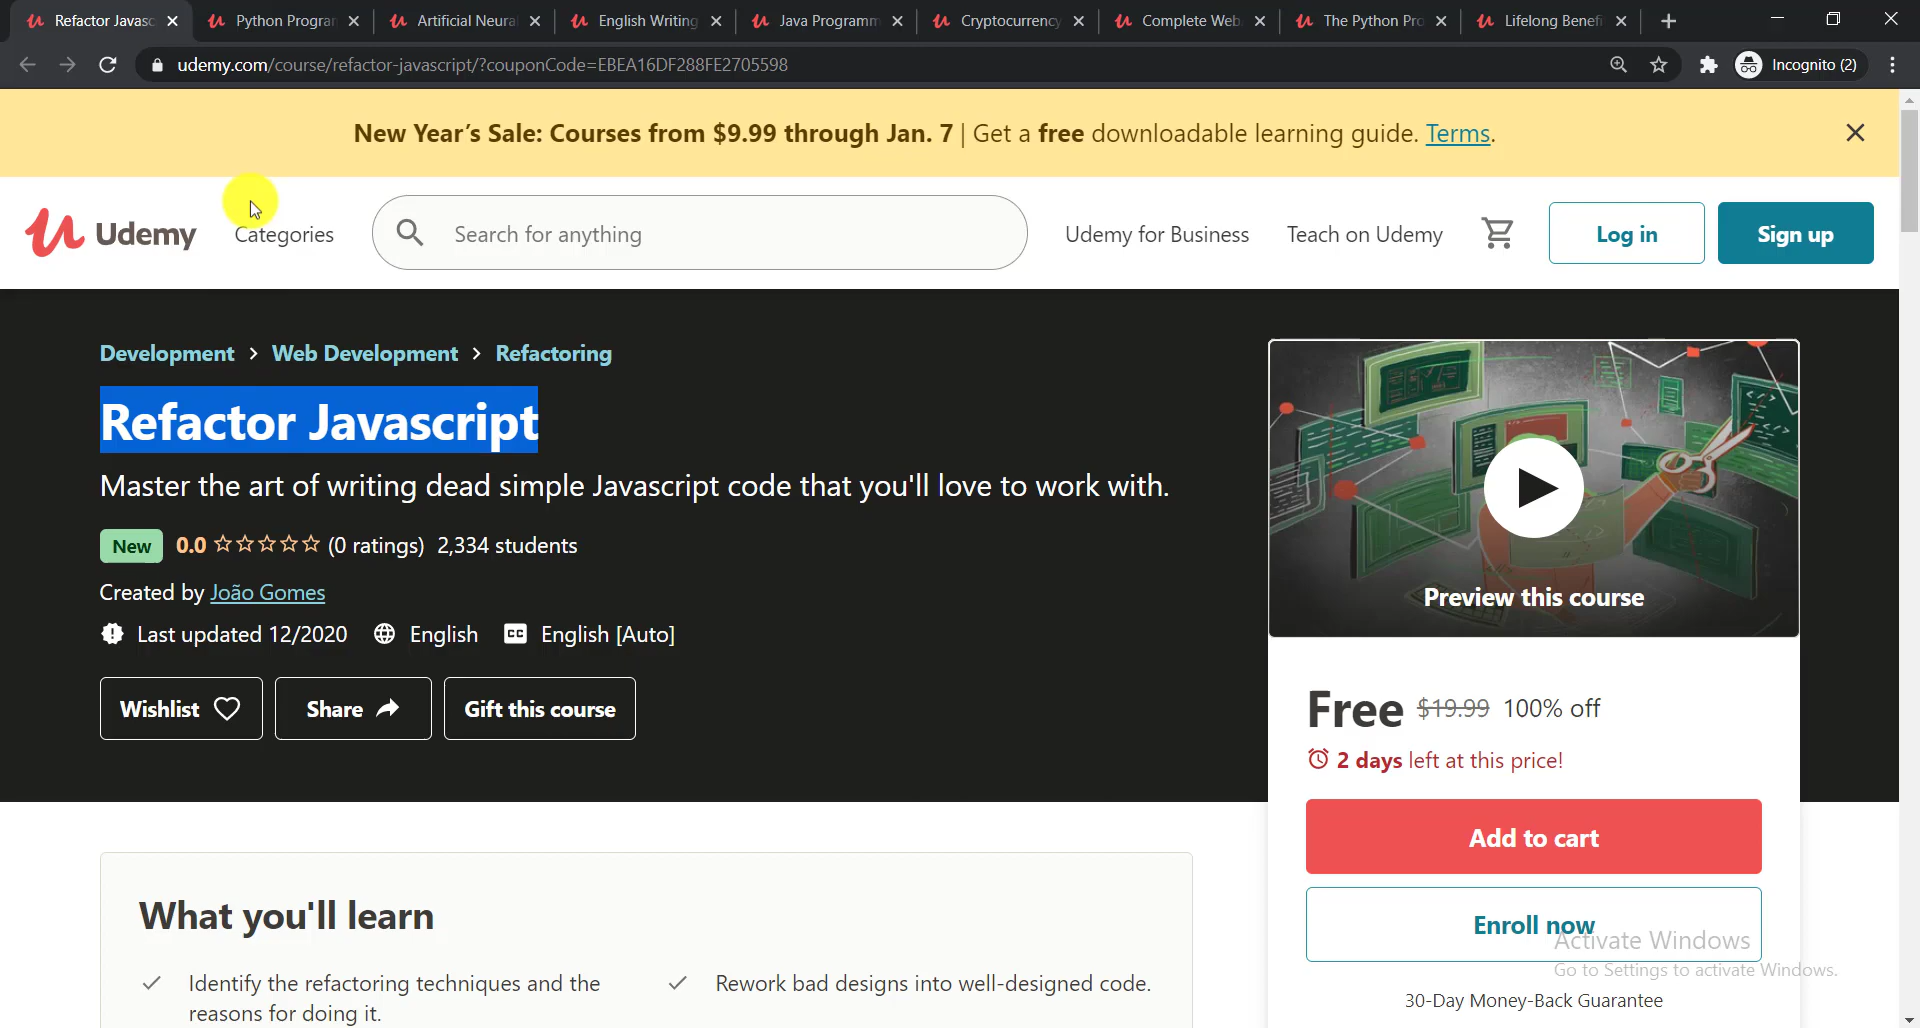 Refactor Javasc
Python Progra
Artificial Neura
English Writing
Java Programm
Cryptocurrency
Complete Web
The Python Pro
Lifelong Benefi
udemy.com/course/refactor-javascript/?couponCode=EBEA16DF288FE2705598
Incognito (2)
New Year's Sale: Courses from $9.99 through Jan. 7 | Get a free downloadable learning guide. Terms.
Udemy
Categories
Search for anything
Udemy for Business
Teach on Udemy
Log in
Sign up
Development > Web Development > Refactoring
Refactor Javascript
Master the art of writing dead simple Javascript code that you'll love to work with.
New 0.0 (0 ratings) 2,334 students
Created by João Gomes
Last updated 12/2020 English CC English [Auto]
Wishlist
Share
Gift this course
Preview this course
Free $19.99 100% off
2 days left at this price!
Add to cart
Enroll now
Activate Windows
Go to Settings to activate Windows.
30-Day Money-Back Guarantee
What you'll learn
Identify the refactoring techniques and the
reasons for doing it.
Rework bad designs into well-designed code.